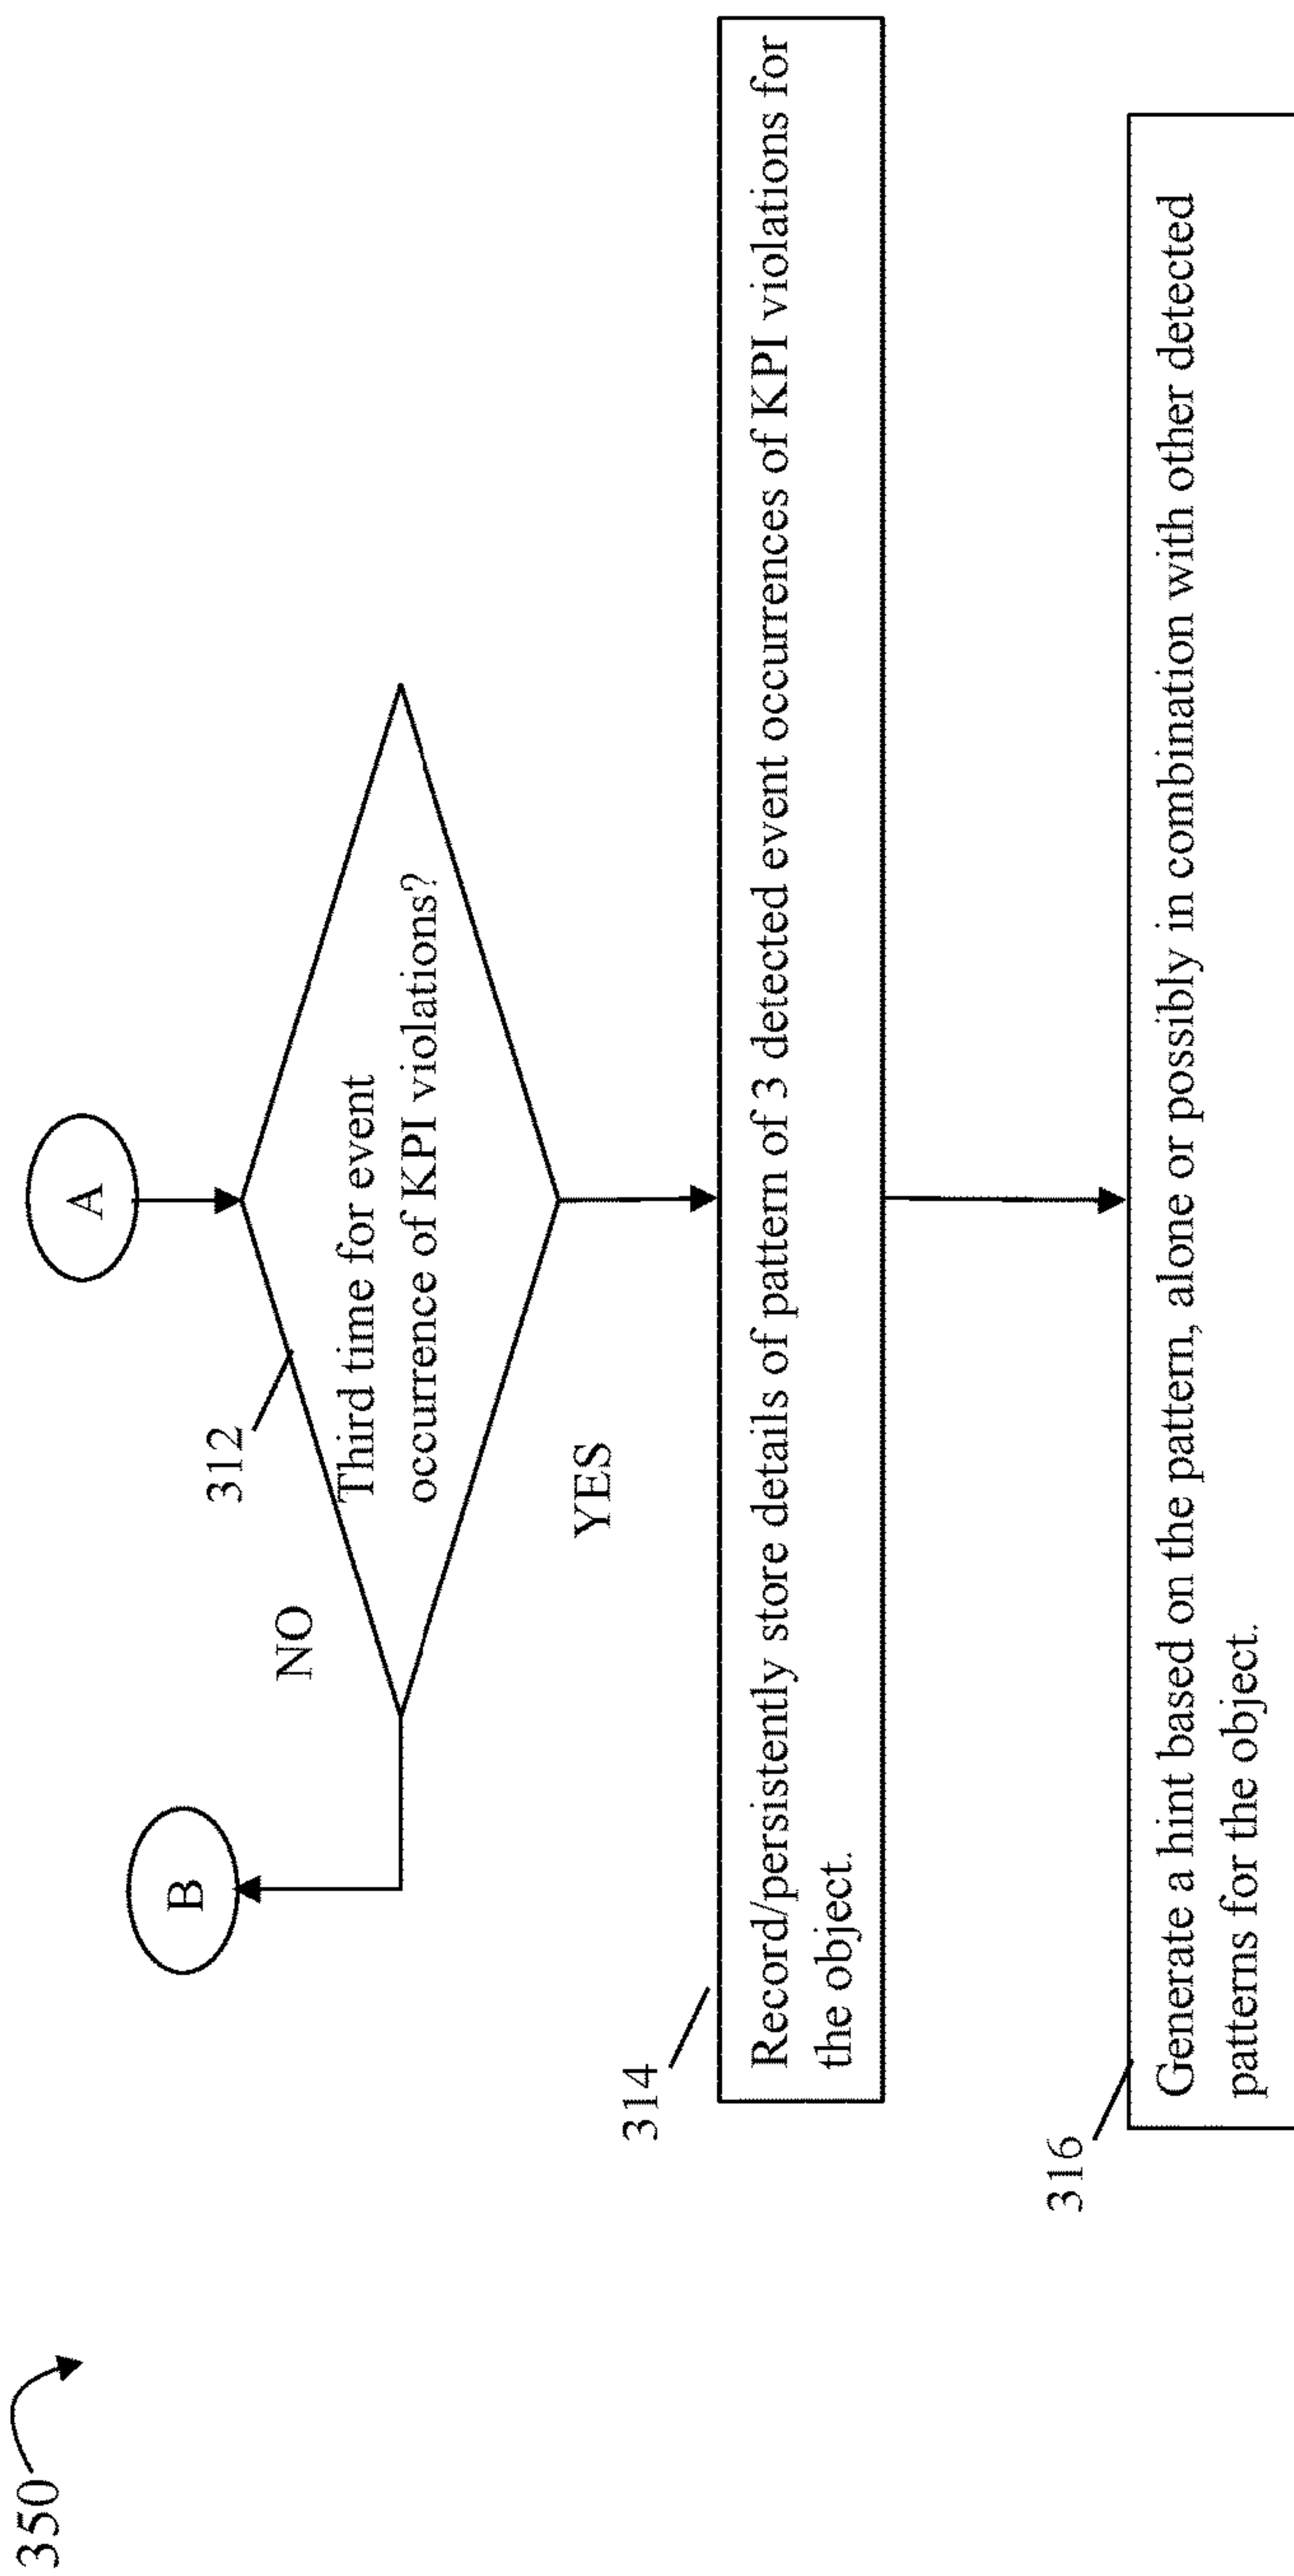 350
A
312
Third time for event
occurrence of KPI violations?
NO
B
YES
314
Record/persistently store details of pattern of 3 detected event occurrences of KPI violations for
the object.
316
Generate a hint based on the pattern, alone or possibly in combination with other detected
patterns for the object.